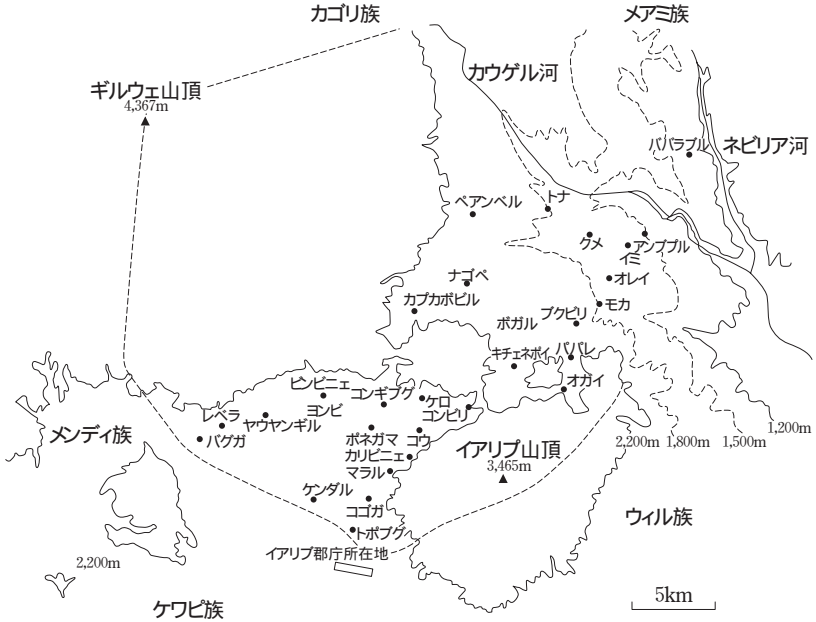 カゴリ族
メアミ族
カウゲル河
ギルウェ山頂
4,367m
ネビリア河
パパラブル
ペアンベル
トナ
グメ
アンブプル
イミ
ナゴペ
オレイ
カプカボビル
モカ
ボガル
ブクピリ
キチェネポイ
パパレ
オガイ
ピンビニェ
コンギブグ
ケロ
ヨンビ
コンビリ
レベラ
ヤウヤンギル
メンディ族
バグガ
ポネガマ
コウ
カリビニェ
マラル
イアリブ山頂
3,465m
ケンダル
ココガ
トポブグ
イアリブ郡庁所在地
2,200m
1,800m
1,500m
1,200m
ウィル族
2,200m
ケワピ族
5km